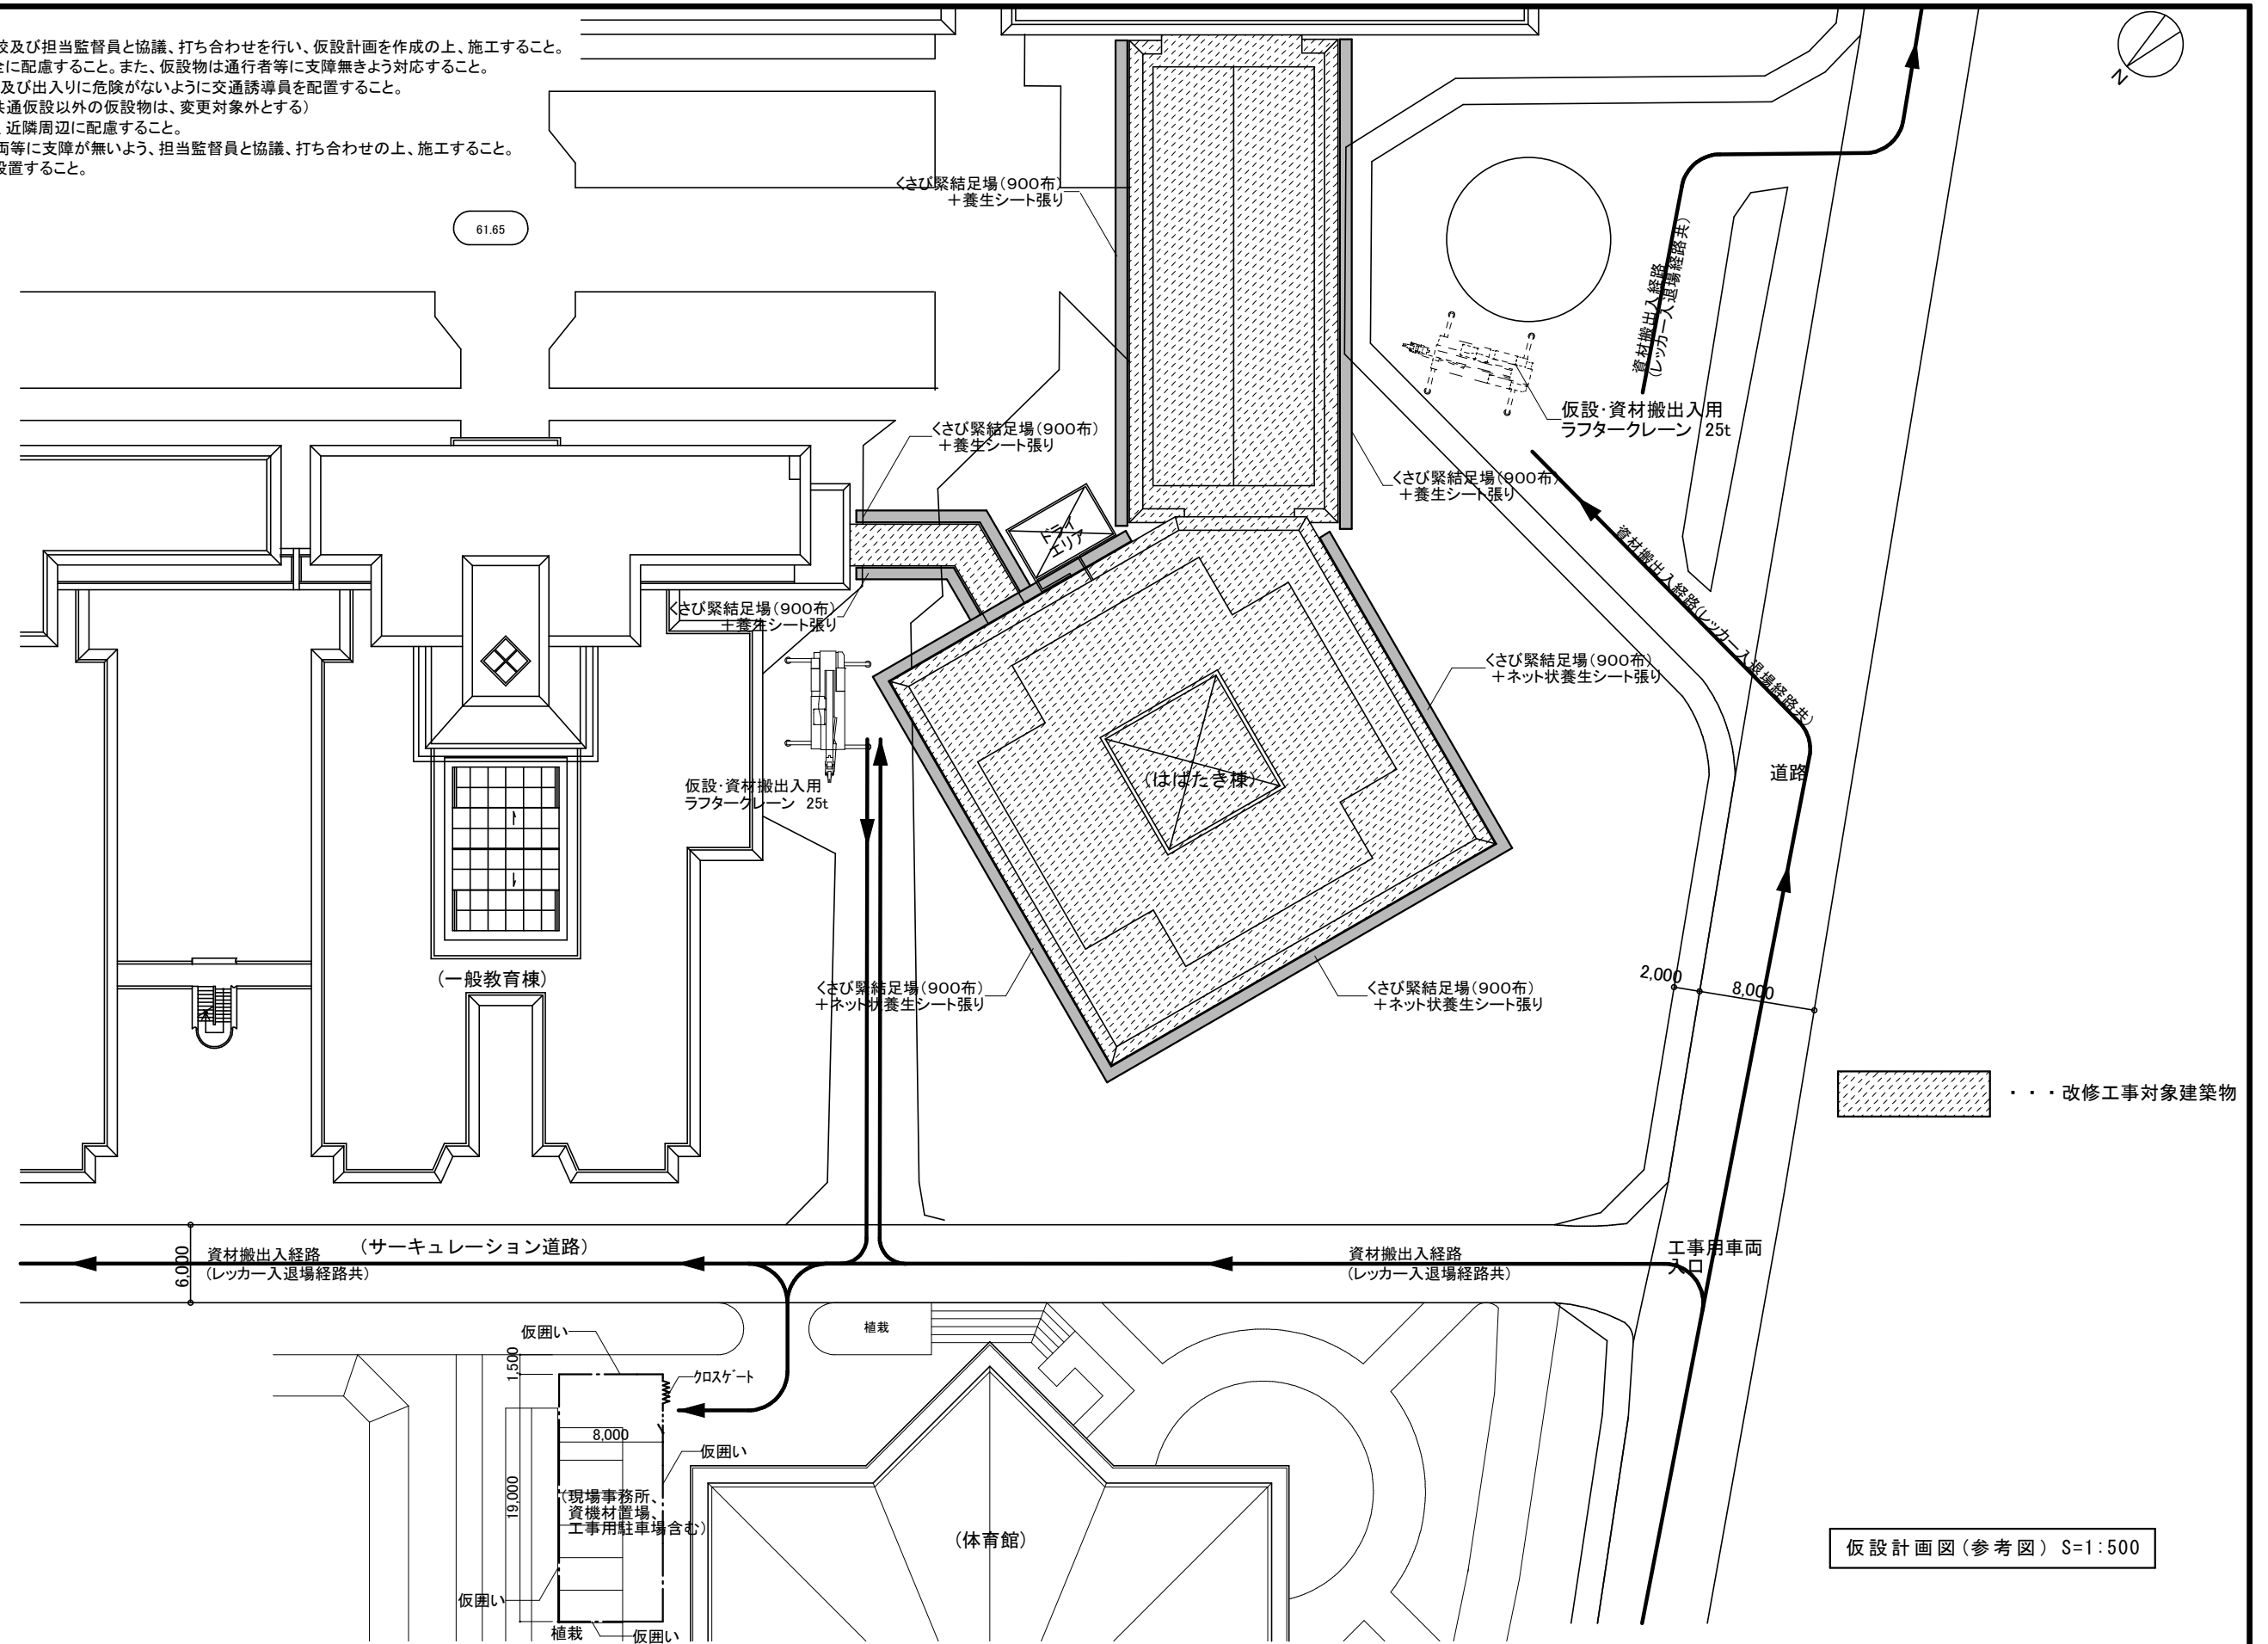 校及び担当監督員と協議、打ち合わせを行い、仮設計画を作成の上、施工すること。
全に配慮すること。また、仮設物は通行者等に支障無きよう対応すること。
及び出入りに危険がないように交通誘導員を配置すること。
共通仮設以外の仮設物は、変更対象外とする)
近隣周辺に配慮すること。
両等に支障が無いよう、担当監督員と協議、打ち合わせの上、施工すること。
設置すること。
N
61.65
くさび緊結足場(900布)
+養生シート張り
資材搬出入経路
(レッカー入退場経路共)
仮設・資材搬出入用
ラフタークレーン 25t
くさび緊結足場(900布)
+養生シート張り
くさび緊結足場(900布)
+養生シート張り
ドライ
エリア
資材搬出入経路(レッカー入退場経路共)
くさび緊結足場(900布)
+養生シート張り
くさび緊結足場(900布)
+ネット状養生シート張り
道路
仮設・資材搬出入用
ラフタークレーン 25t
(はばたき棟)
(一般教育棟)
くさび緊結足場(900布)
+ネット状養生シート張り
くさび緊結足場(900布)
+ネット状養生シート張り
2,000
8,000
・・・改修工事対象建築物
6,000
資材搬出入経路
(レッカー入退場経路共)
(サーキュレーション道路)
資材搬出入経路
(レッカー入退場経路共)
工事用車両
入口
仮囲い
植栽
1,500
クロスゲート
8,000
仮囲い
19,000
(現場事務所、
資機材置場、
工事用駐車場含む)
(体育館)
仮囲い
植栽
仮囲い
仮設計画図(参考図) S=1:500